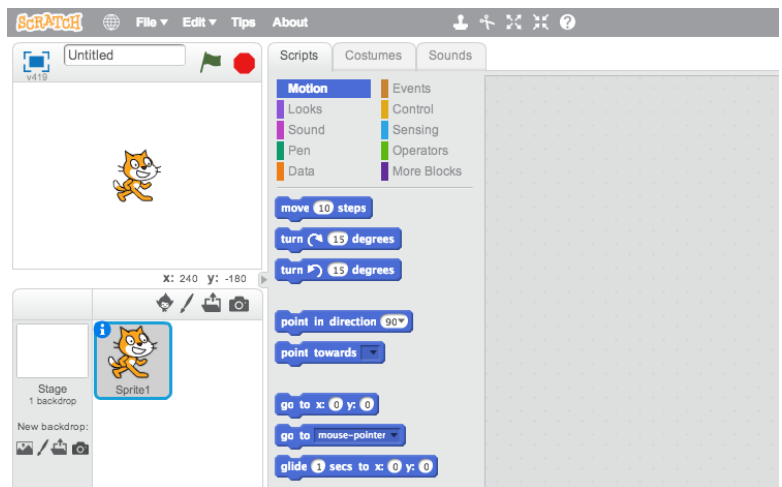 SCRATCH File Edit Tips About
v419
Untitled
x: 240 y: -180
Stage
1 backdrop
Sprite1
New backdrop:
Scripts Costumes Sounds
Motion Events
Looks Control
Sound Sensing
Pen Operators
Data More Blocks
move 10 steps
turn 15 degrees
turn 15 degrees
point in direction 90
point towards
go to x: 0 y: 0
go to mouse-pointer
glide 1 secs to x: 0 y: 0